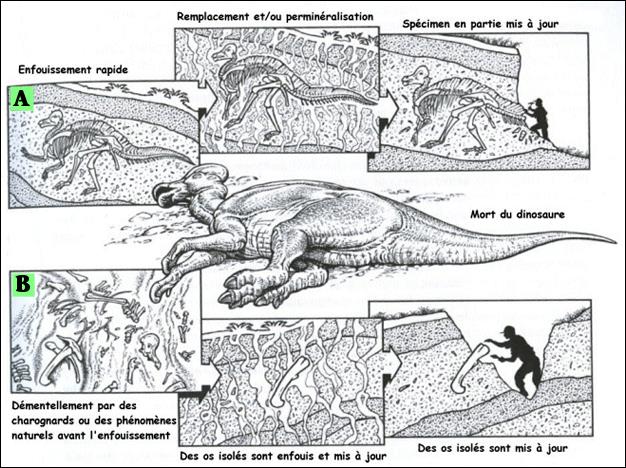 Remplacement et/ou perminéralisation
Spécimen en partie mis à jour
Enfouissement rapide
A
Mort du dinosaure
B
Démentellement par des
charognards ou des phénomènes
naturels avant l'enfouissement
Des os isolés sont enfouis et mis à jour
Des os isolés sont mis à jour